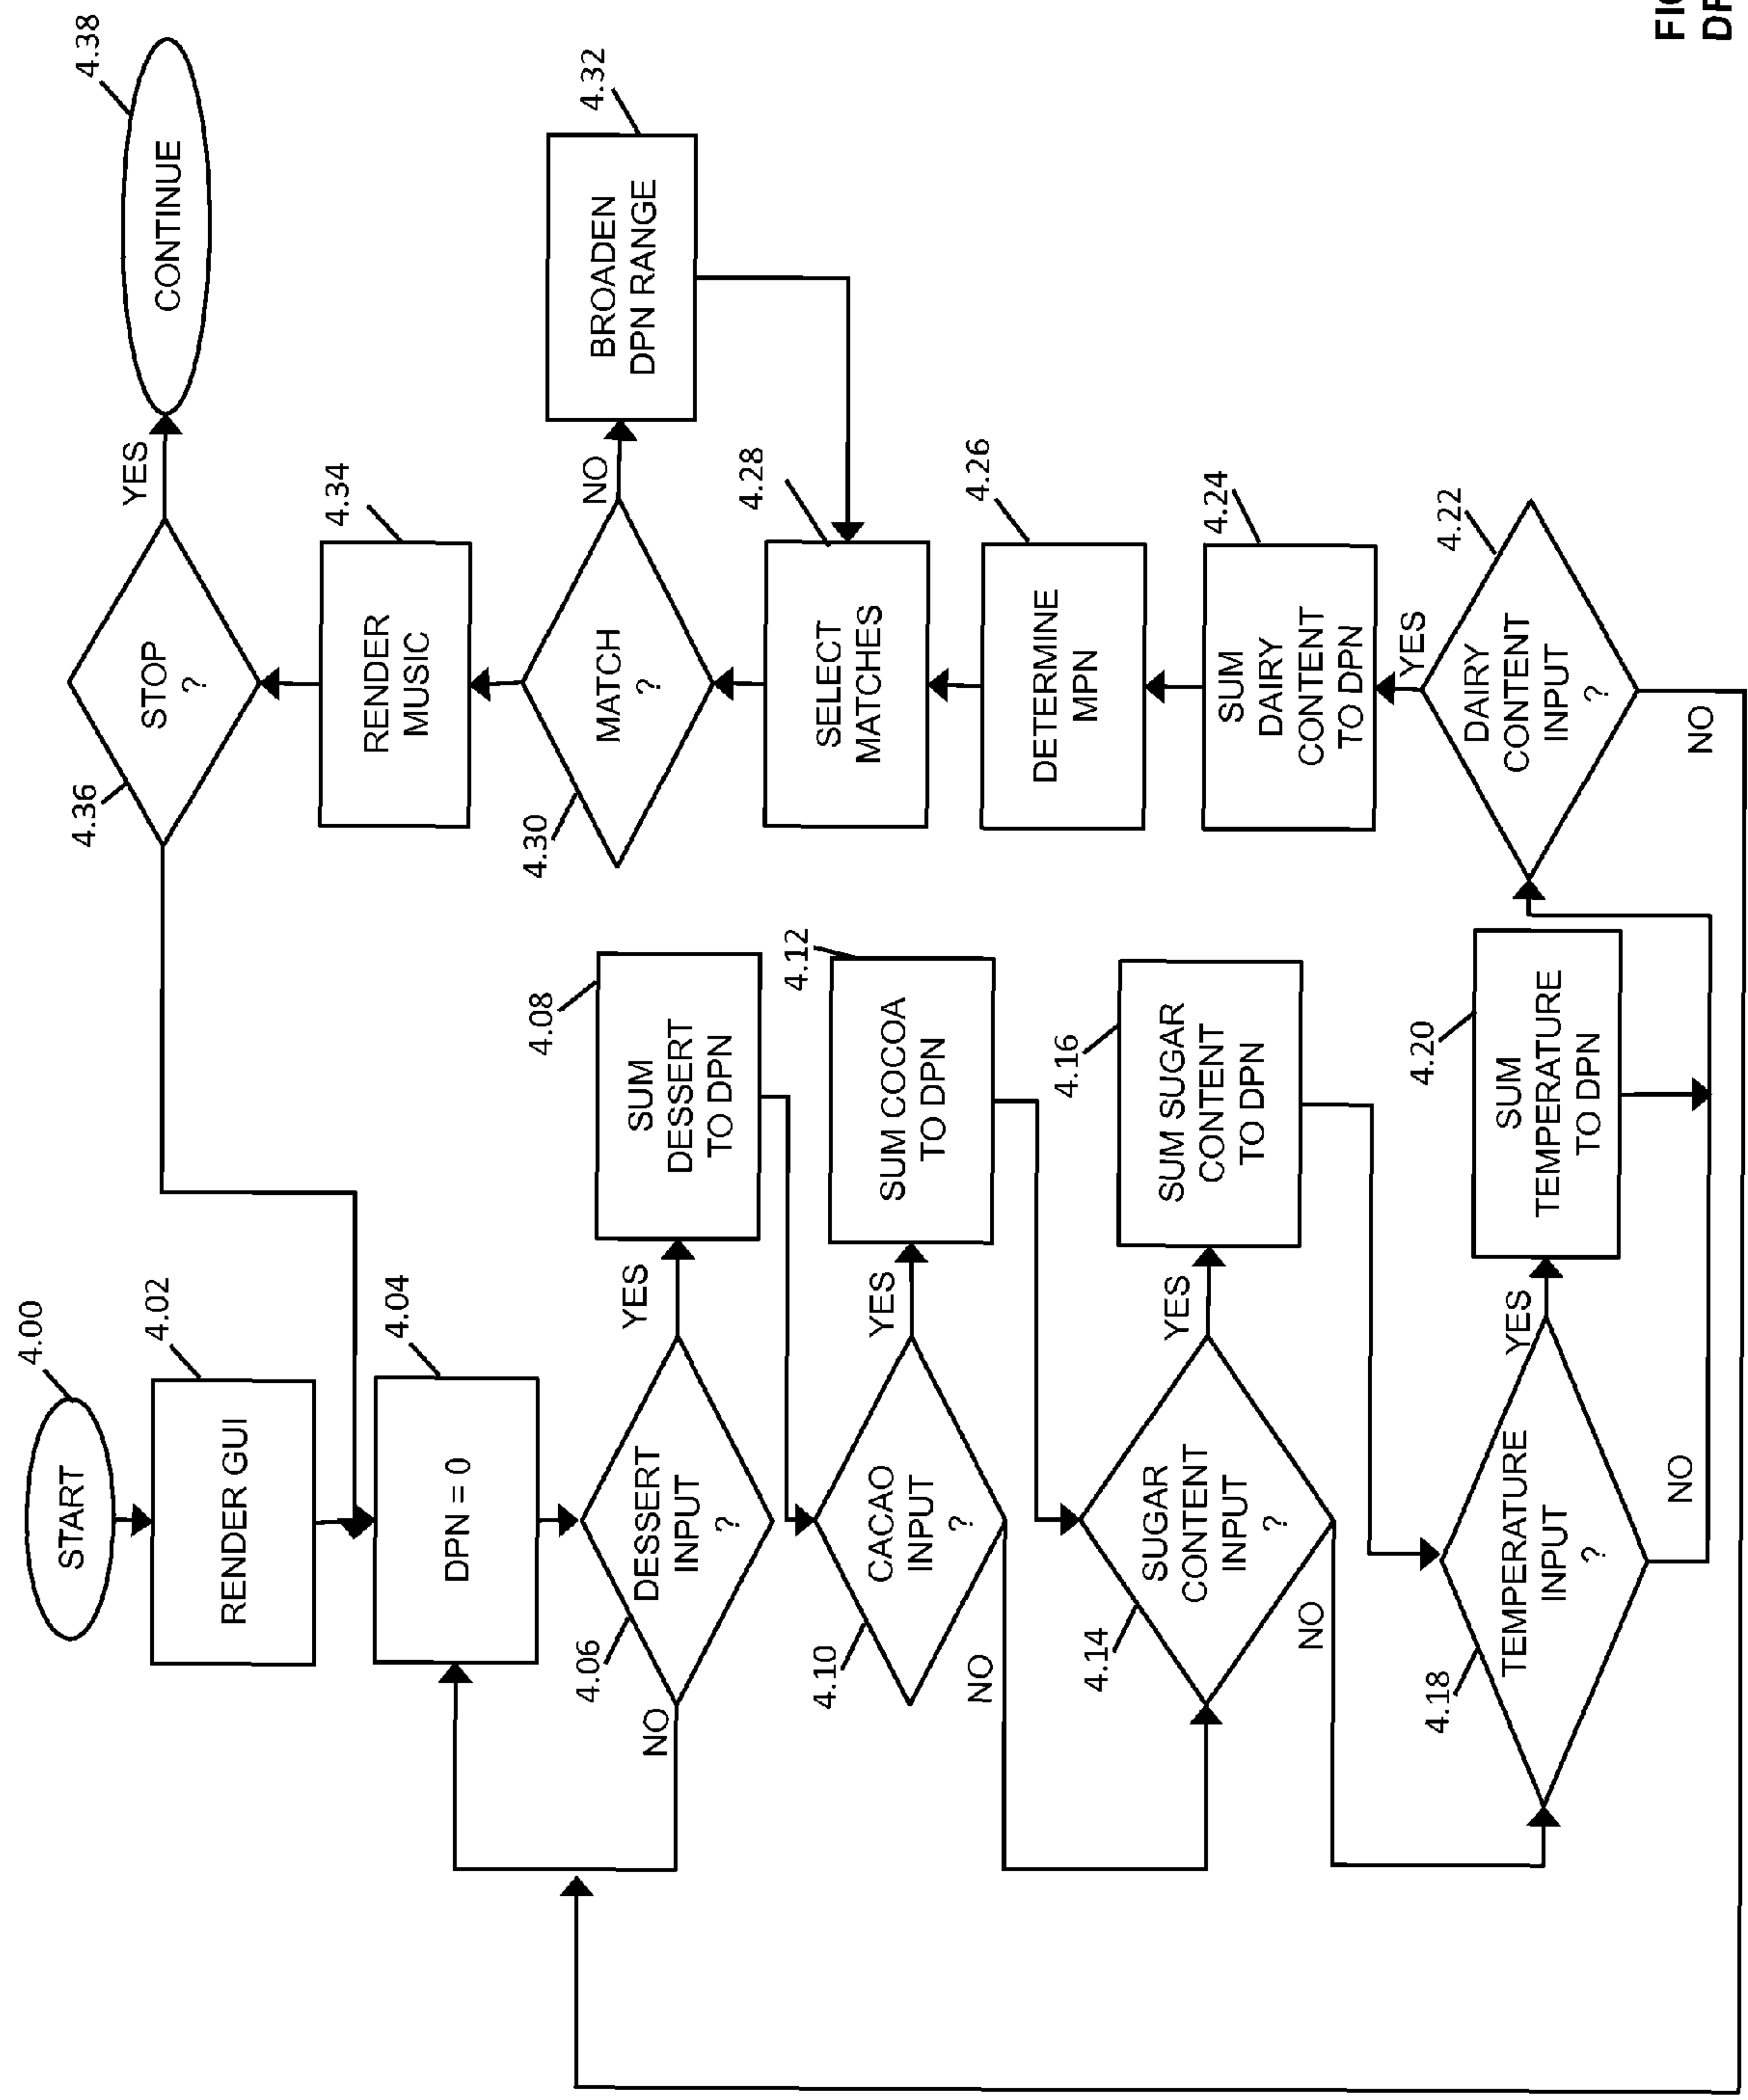 4.00
START
4.02
RENDER GUI
4.04
DPN = 0
4.06
DESSERT
INPUT
?
NO
YES
4.08
SUM
DESSERT
TO DPN
4.10
CACAO
INPUT
?
NO
YES
4.12
SUM COCOA
TO DPN
4.14
SUGAR
CONTENT
INPUT
?
NO
YES
4.16
SUM SUGAR
CONTENT
TO DPN
4.18
TEMPERATURE
INPUT
?
NO
YES
4.20
SUM
TEMPERATURE
TO DPN
4.22
DAIRY
CONTENT
INPUT
?
NO
YES
4.24
SUM
DAIRY
CONTENT
TO DPN
4.26
DETERMINE
MPN
4.28
SELECT
MATCHES
4.30
MATCH
?
NO
4.32
BROADEN
DPN RANGE
4.34
RENDER
MUSIC
4.36
STOP
?
YES
4.38
CONTINUE